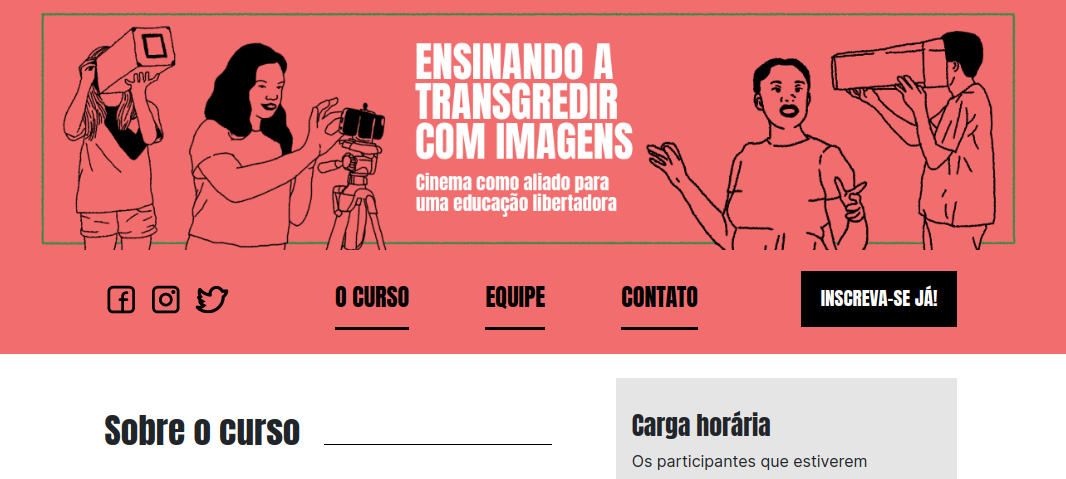 ENSINANDO A
TRANSGREDIR
COM IMAGENS
Cinema como aliado para
uma educação libertadora
O CURSO
EQUIPE
CONTATO
INSCREVA-SE JÁ!
Sobre o curso
Carga horária
Os participantes que estiverem